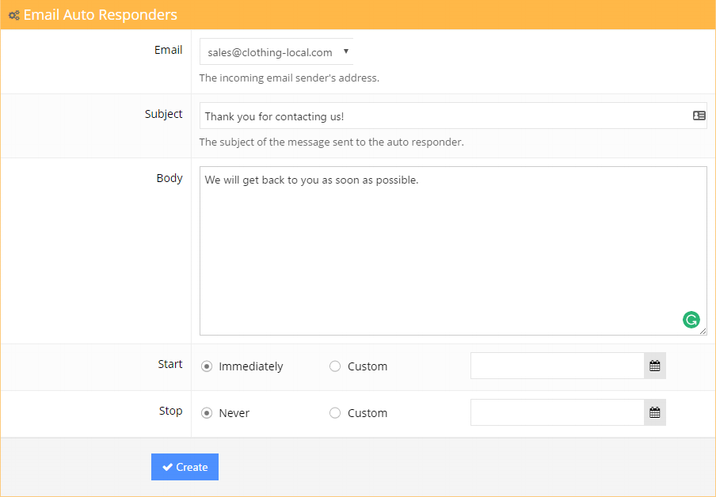 Email Auto Responders
Email
sales@clothing-local.com
The incoming email sender's address.
Subject
Thank you for contacting us!
The subject of the message sent to the auto responder.
Body
We will get back to you as soon as possible.
Start
Immediately
Custom
Stop
Never
Custom
Create